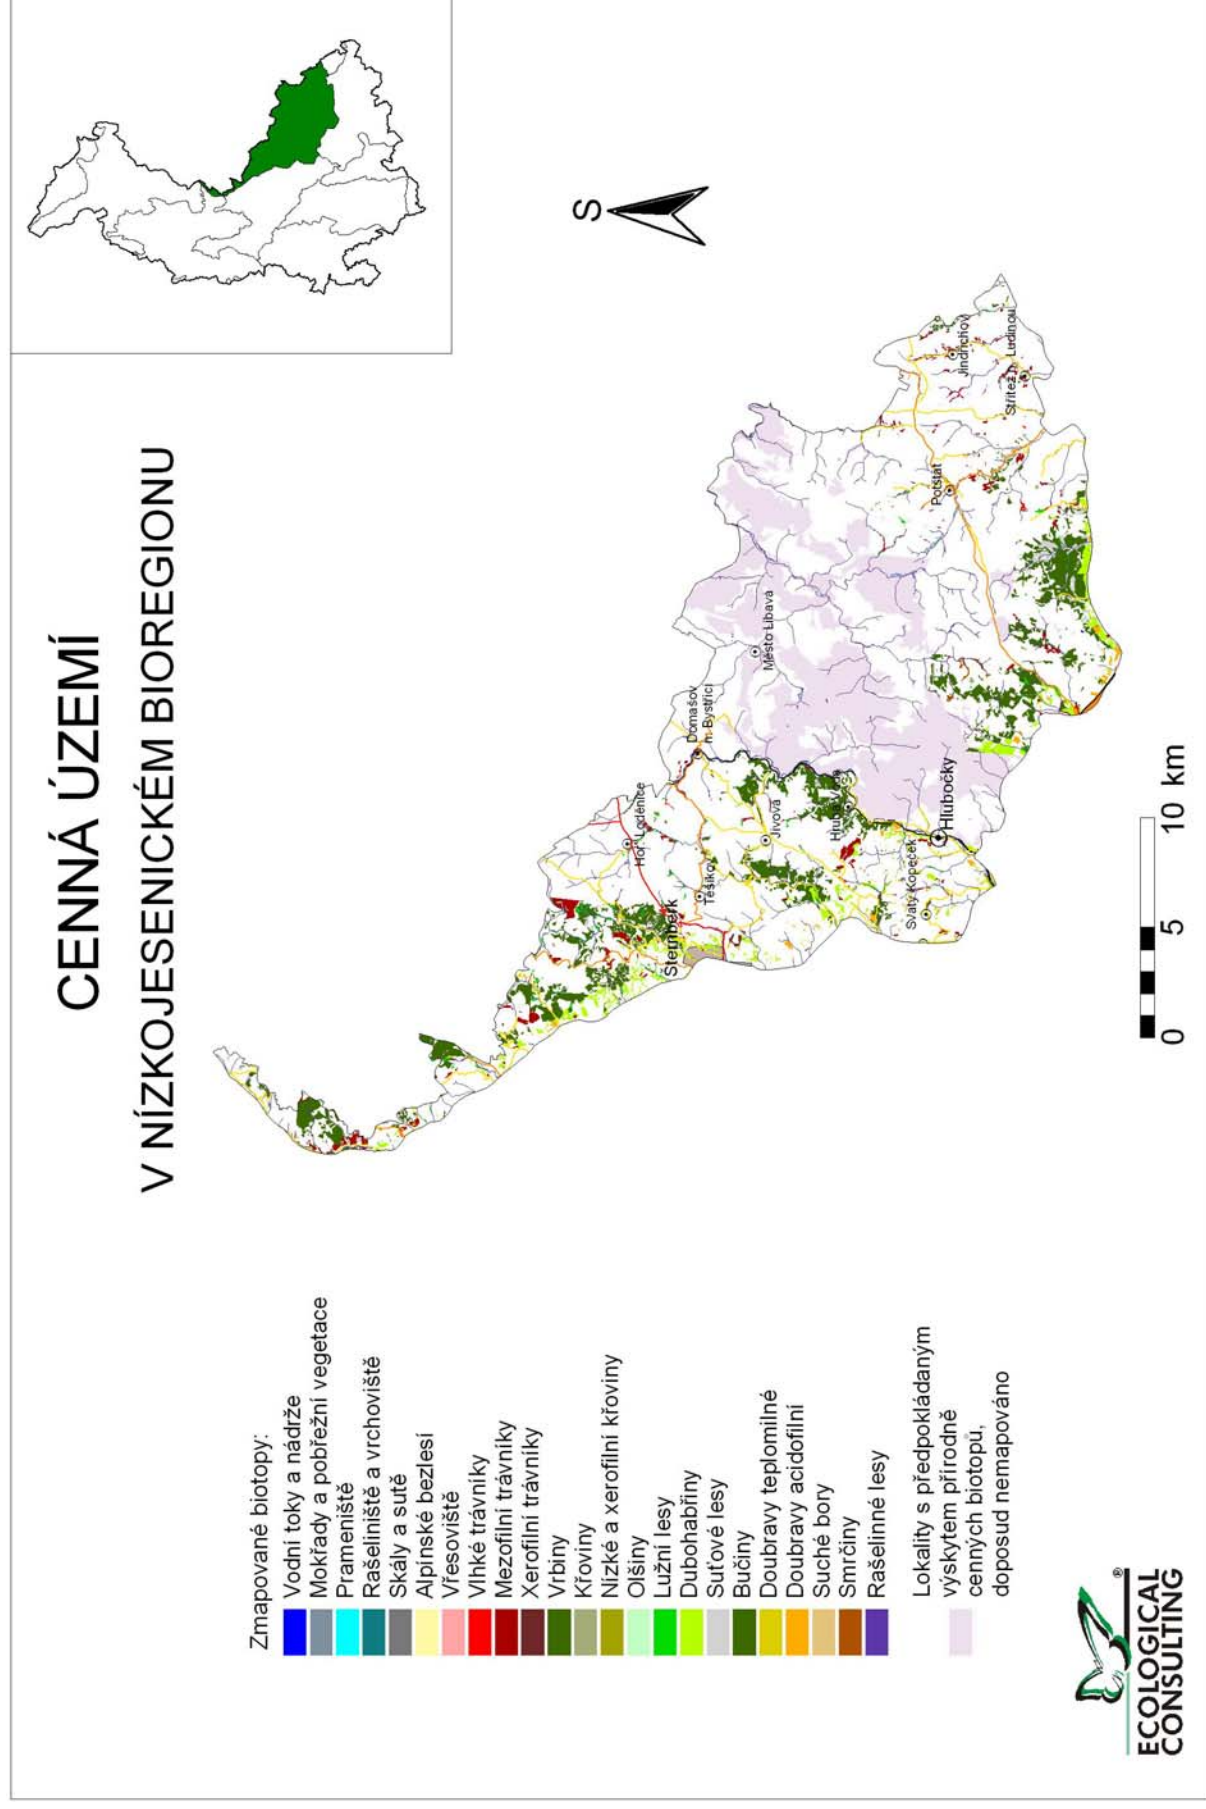 CENNÁ ÚZEMÍ
V NÍZKOJESENICKÉM BIOREGIONU
S
Zmapované biotopy:
Vodní toky a nádrže
Mokřady a pobřežní vegetace
Prameniště
Rašeliniště a vrchoviště
Skály a sutě
Alpínské bezlesí
Vřesoviště
Vlhké trávníky
Mezofilní trávníky
Xerofilní trávníky
Vrbiny
Křoviny
Nízké a xerofilní křoviny
Olšiny
Lužní lesy
Dubohabřiny
Suťové lesy
Bučiny
Doubravy teplomilné
Doubravy acidofilní
Suché bory
Smrčiny
Rašelinné lesy
Lokality s předpokládaným
výskytem přírodně
cenných biotopů,
doposud nemapováno
Šternberk
Hor. Loděnice
Těšíkov
Domašov
n. Bystřicí
Jívová
Město Libavá
Hrubá Voda
Svatý Kopeček
Hlubočky
Potštát
Jindřichov
Střítež n. Ludinou
0 5 10 km
ECOLOGICAL
CONSULTING
®